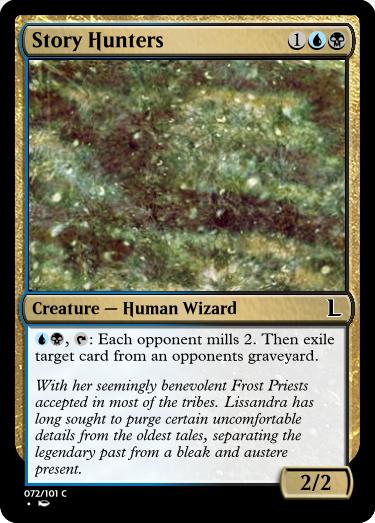 Story Hunters 1
Creature — Human Wizard L
, : Each opponent mills 2. Then exile
target card from an opponents graveyard.
With her seemingly benevolent Frost Priests
accepted in most of the tribes. Lissandra has
long sought to purge certain uncomfortable
details from the oldest tales, separating the
legendary past from a bleak and austere
present.
2/2
072/101 C